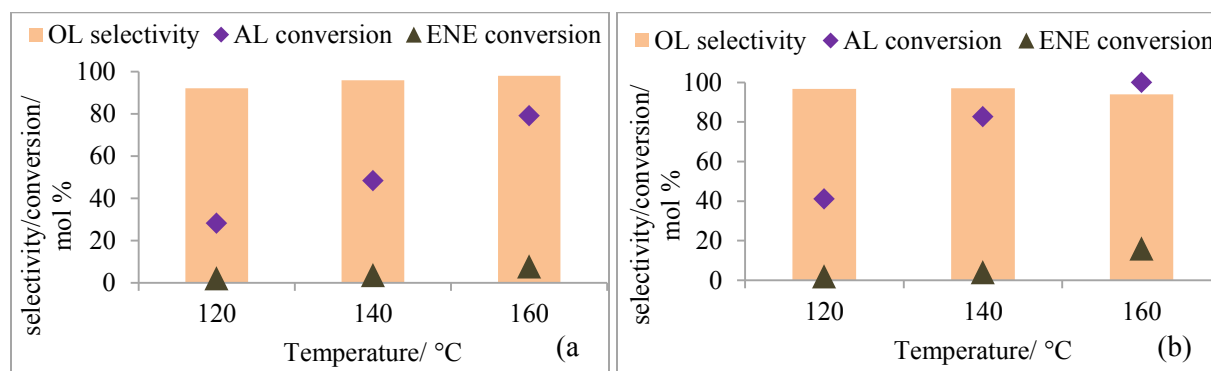 OL selectivity AL conversion ENE conversion
100
80
60
40
20
0
selectivity/conversion/
mol %
120 140 160
Temperature/ °C
(a
OL selectivity AL conversion ENE conversion
100
80
60
40
20
0
selectivity/conversion/
mol %
120 140 160
Temperature/ °C
(b)